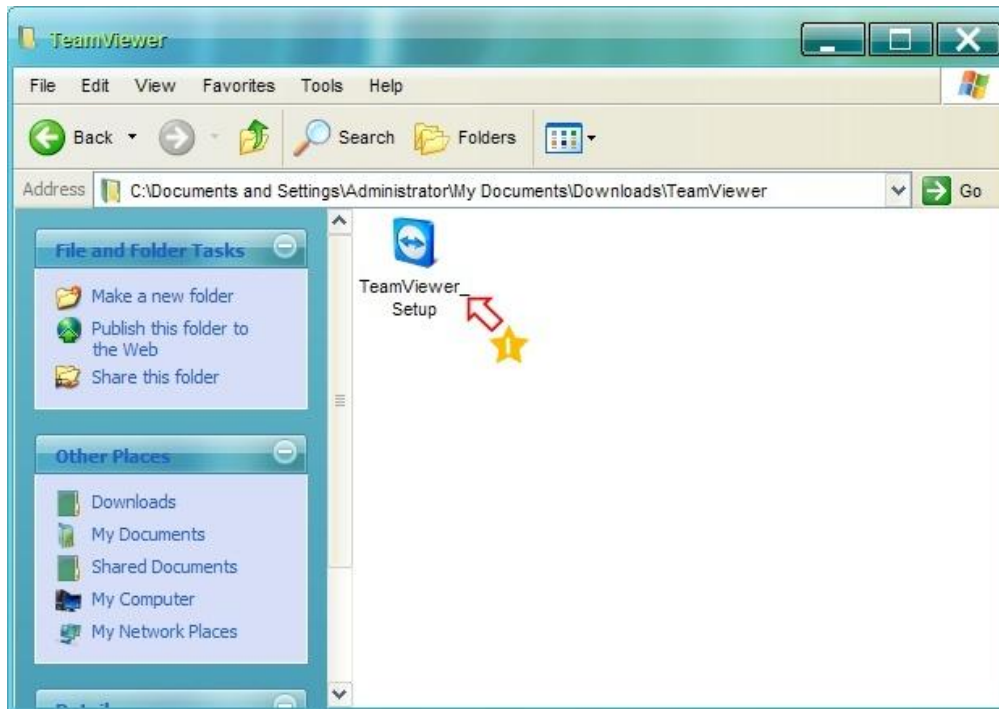 TeamViewer
File Edit View Favorites Tools Help
Back Search Folders
Address C:\Documents and Settings\Administrator\My Documents\Downloads\TeamViewer Go
File and Folder Tasks
Make a new folder
Publish this folder to
the Web
Share this folder
Other Places
Downloads
My Documents
Shared Documents
My Computer
My Network Places
TeamViewer_
Setup
1